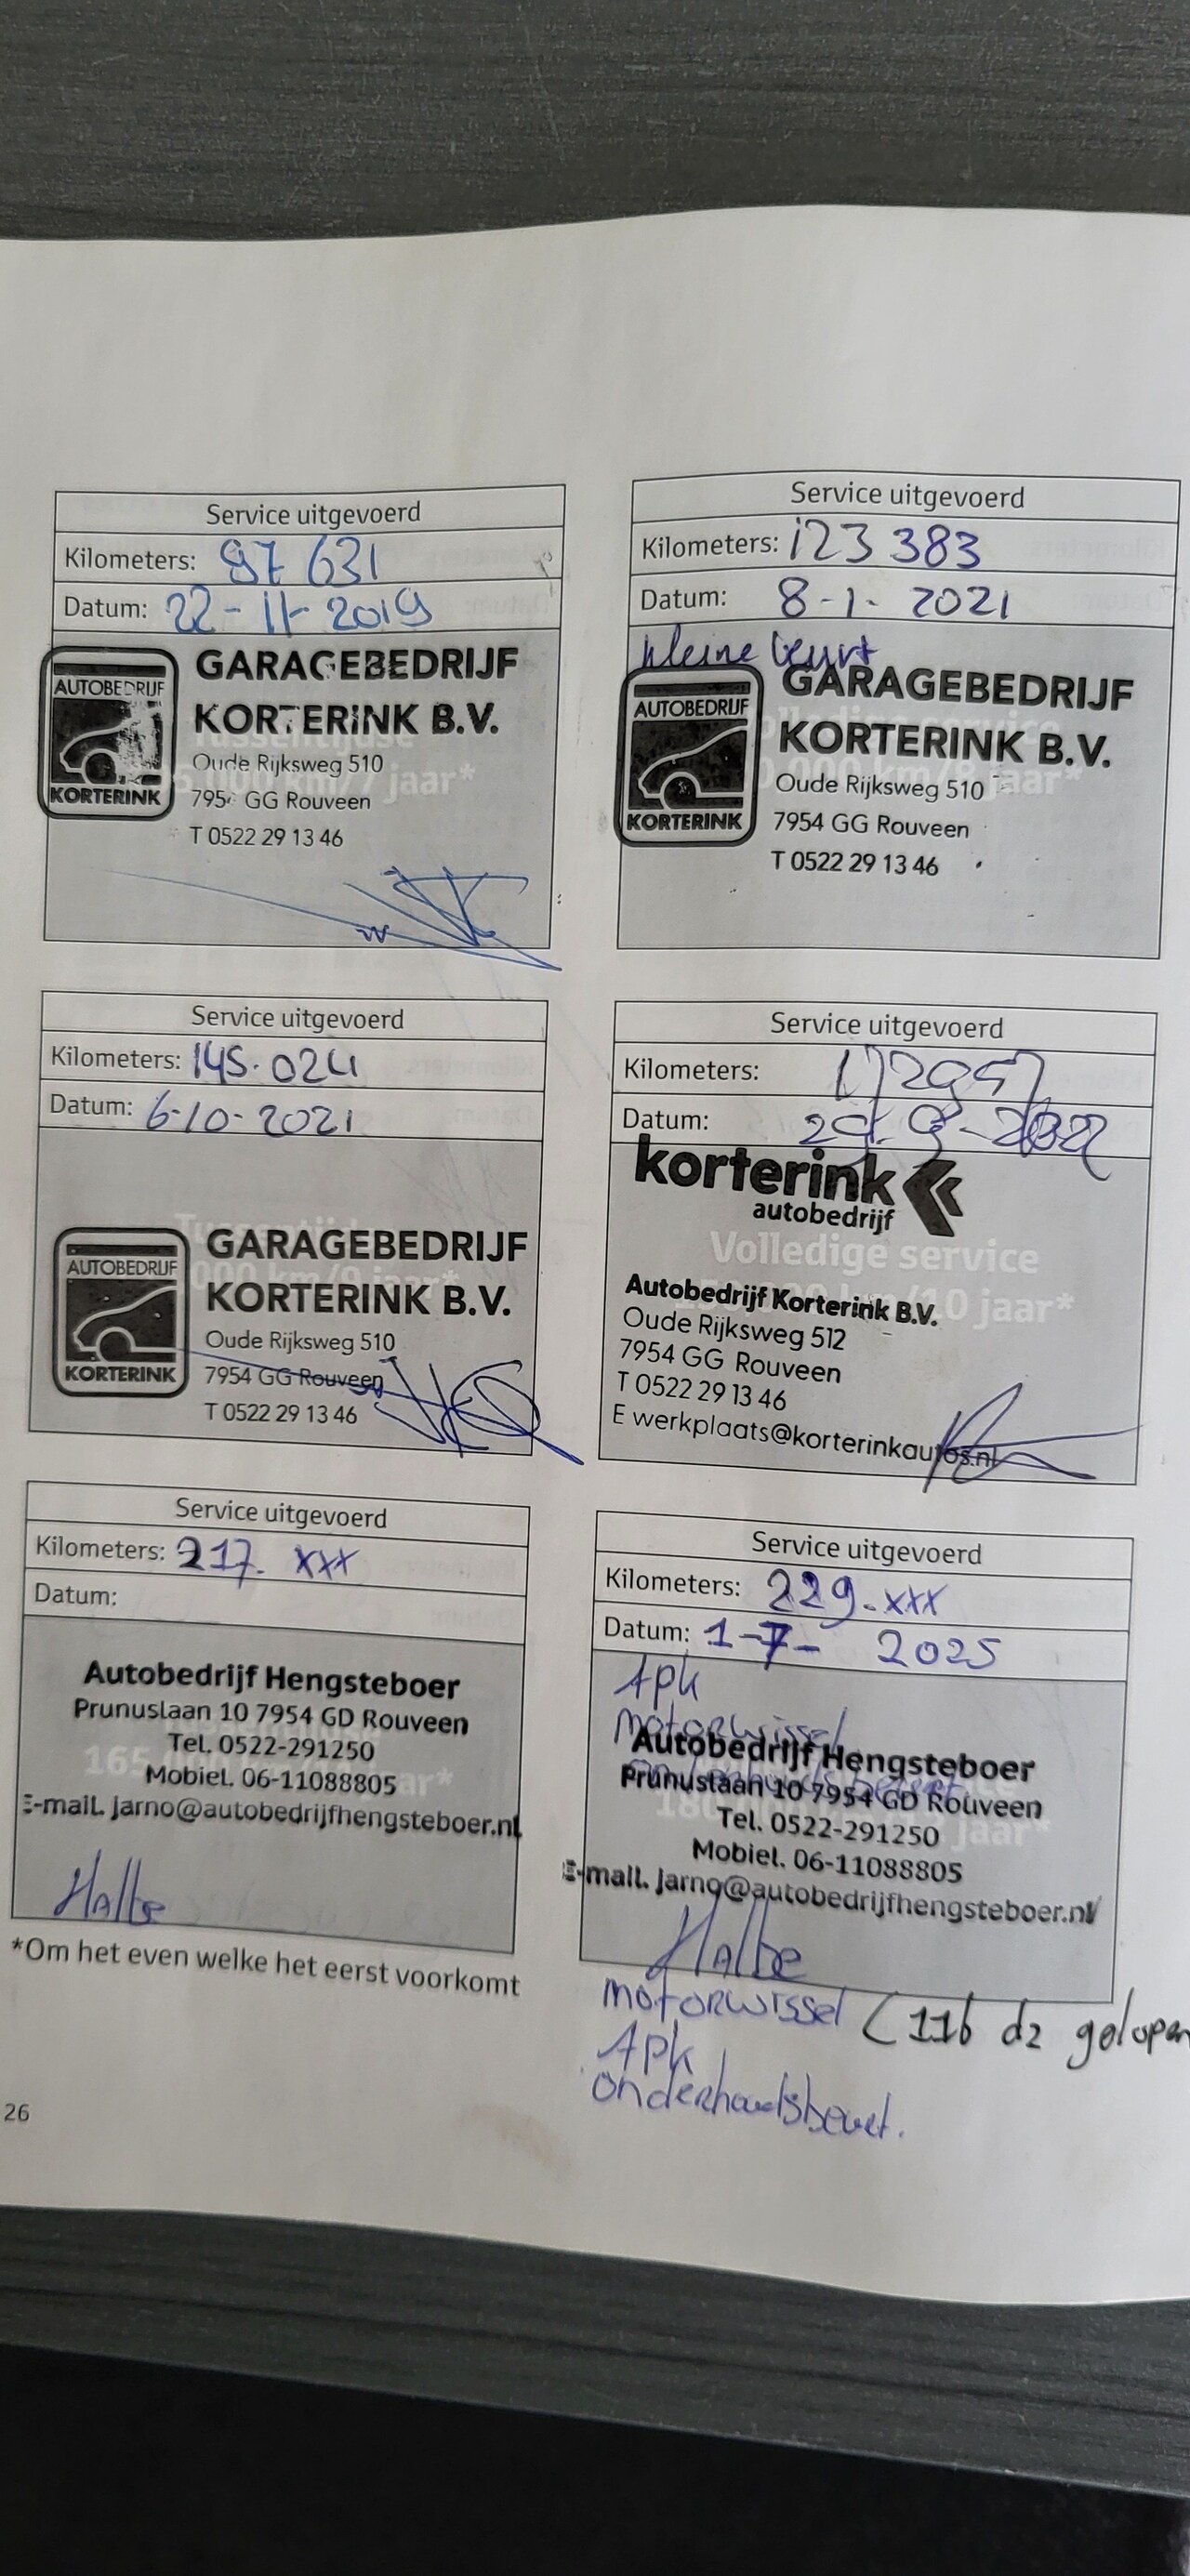 Service uitgevoerd
Kilometers: 97 631
Datum: 22-11-2019
AUTOBEDRIJF
KORTERINK
GARAGEBEDRIJF
KORTERINK B.V.
Oude Rijksweg 510
795 GG Rouveen
T 0522 29 13 46
Service uitgevoerd
Kilometers: 123 383
Datum: 8-1-2021
kleine beurt
AUTOBEDRIJF
KORTERINK
GARAGEBEDRIJF
KORTERINK B.V.
Oude Rijksweg 510
7954 GG Rouveen
T 0522 29 13 46
Service uitgevoerd
Kilometers: 145.024
Datum: 6-10-2021
AUTOBEDRIJF
KORTERINK
GARAGEBEDRIJF
KORTERINK B.V.
Oude Rijksweg 510
7954 GG Rouveen
T 0522 29 13 46
Service uitgevoerd
Kilometers:
Datum:
korterink
autobedrijf
Volledige service
km/10 jaar*
Autobedrijf Korterink B.V.
Oude Rijksweg 512
7954 GG Rouveen
T 0522 29 13 46
E werkplaats@korterinkautos.nl
Service uitgevoerd
Kilometers: 217. xxx
Datum:
Autobedrijf Hengsteboer
Prunuslaan 10 7954 GD Rouveen
Tel. 0522-291250
Mobiel. 06-11088805
E-mail. jarno@autobedrijfhengsteboer.nl
Halbe
Service uitgevoerd
Kilometers: 229.xxx
Datum: 1-7- 2025
Apk
motorwissel
Autobedrijf Hengsteboer
Prunuslaan 10 7954 GD Rouveen
Tel. 0522-291250
Mobiel. 06-11088805
E-mail. jarno@autobedrijfhengsteboer.nl
Halbe
*Om het even welke het eerst voorkomt
motorwissel (116 dz gelopen
Apk
onderhoudsbeurt.
26